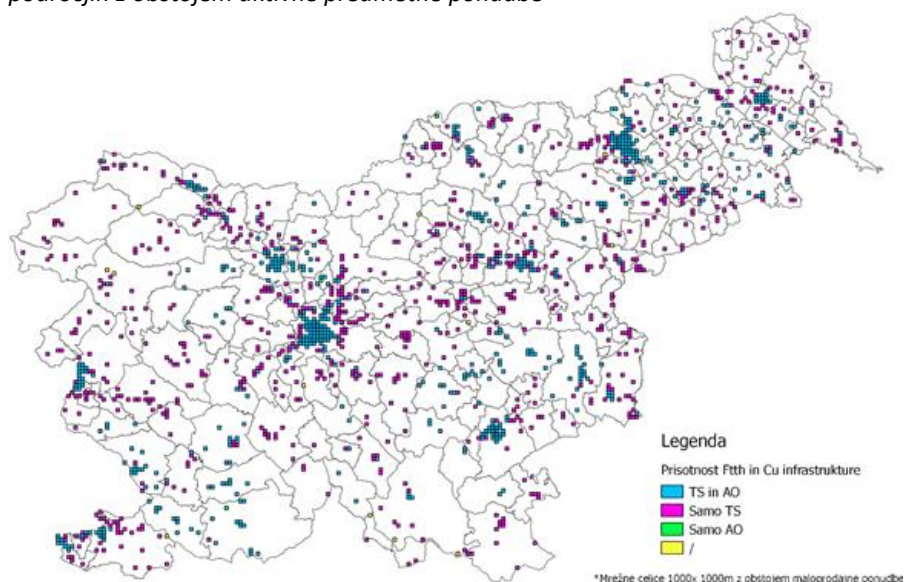 področjih z obstojem aktivne predmetne ponudbe
Legenda
Prisotnost Ftth in Cu infrastrukture
TS in AO
Samo TS
Samo AO
/
*Mrežne celice 1000x 1000m z obstojem maloprodajne ponudbe